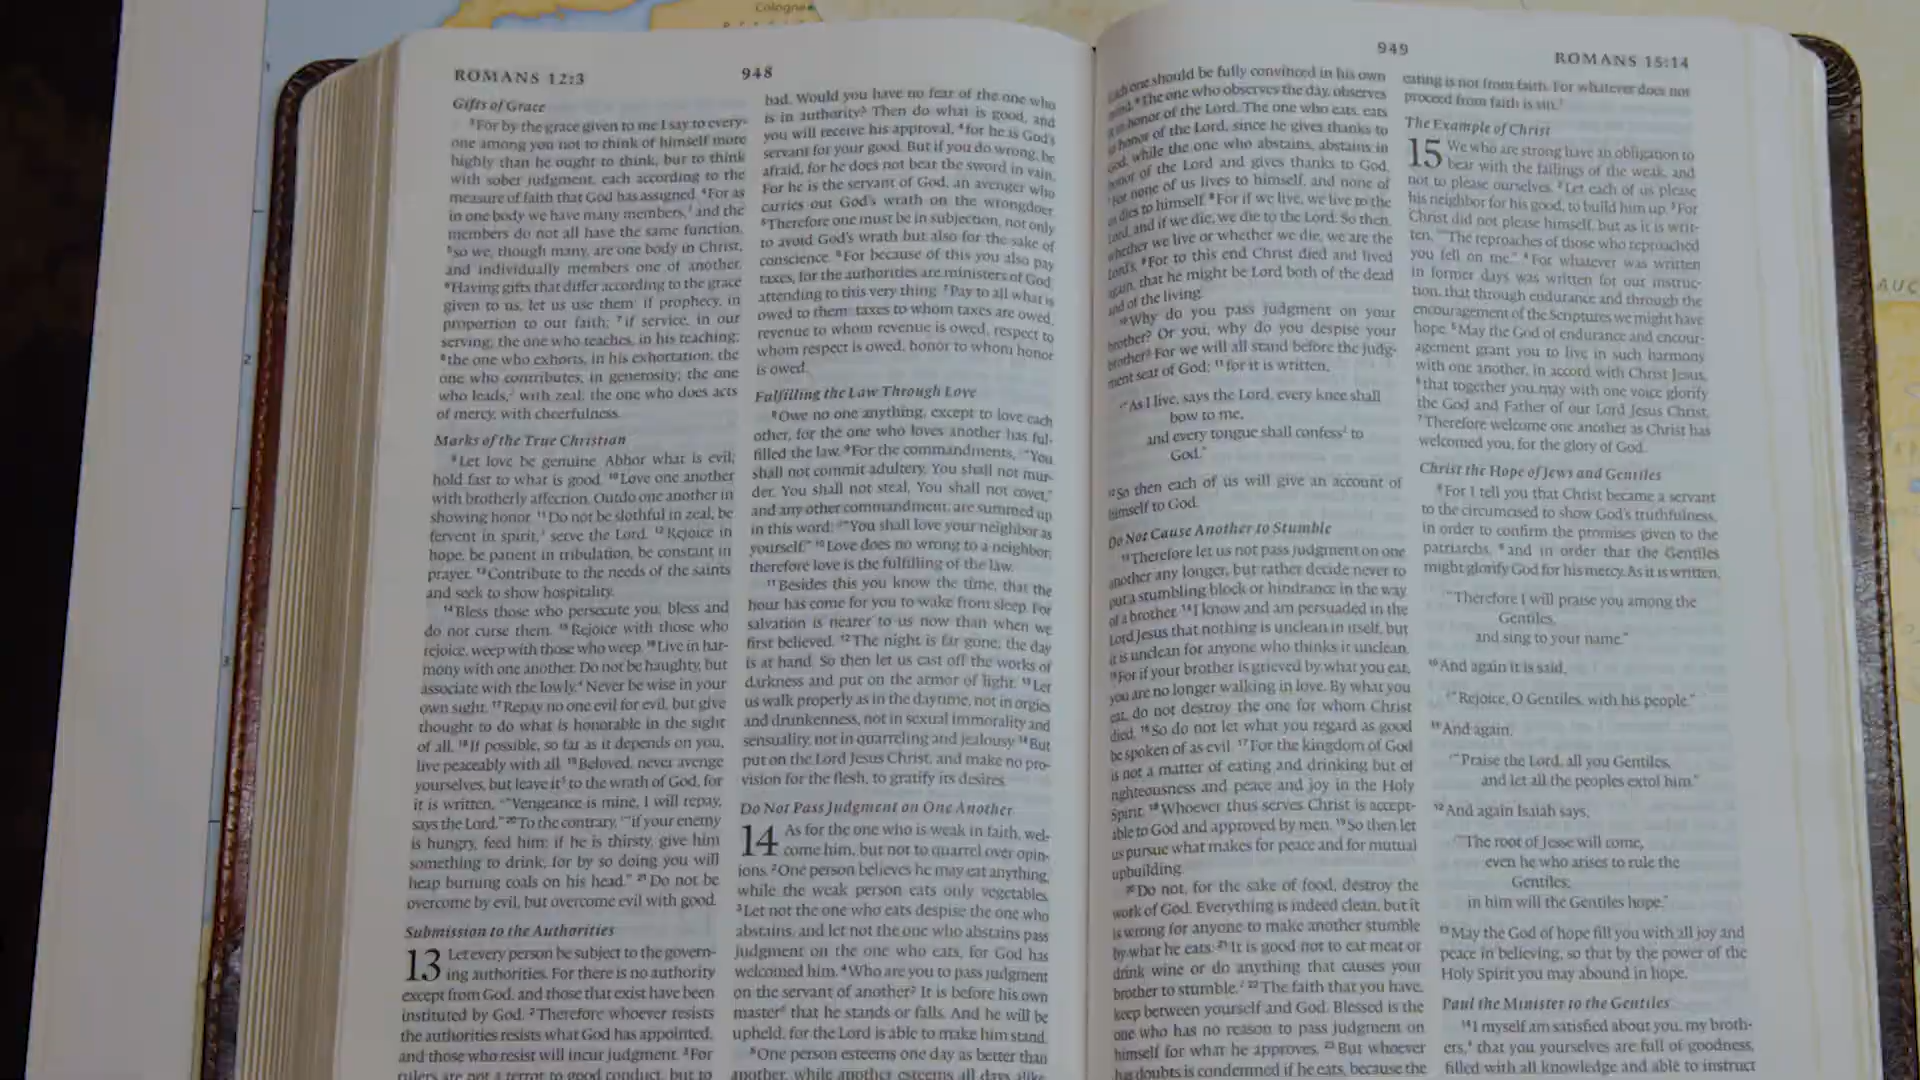 Cologne
ROMANS 12:3
948
Gifts of Grace
3For by the grace given to me I say to every-
one among you not to think of himself more
highly than he ought to think, but to think
with sober judgment, each according to the
measure of faith that God has assigned. 4For as
in one body we have many members,1 and the
members do not all have the same function,
5so we, though many, are one body in Christ,
and individually members one of another.
6Having gifts that differ according to the grace
given to us, let us use them: if prophecy, in
proportion to our faith; 7if service, in our
serving; the one who teaches, in his teaching;
8the one who exhorts, in his exhortation; the
one who contributes, in generosity; the one
who leads,2 with zeal; the one who does acts
of mercy, with cheerfulness.
Marks of the True Christian
9Let love be genuine. Abhor what is evil;
hold fast to what is good. 10Love one another
with brotherly affection. Outdo one another in
showing honor. 11Do not be slothful in zeal, be
fervent in spirit,3 serve the Lord. 12Rejoice in
hope, be patient in tribulation, be constant in
prayer. 13Contribute to the needs of the saints
and seek to show hospitality.
14Bless those who persecute you; bless and
do not curse them. 15Rejoice with those who
rejoice, weep with those who weep. 16Live in har-
mony with one another. Do not be haughty, but
associate with the lowly.4 Never be wise in your
own sight. 17Repay no one evil for evil, but give
thought to do what is honorable in the sight
of all. 18If possible, so far as it depends on you,
live peaceably with all. 19Beloved, never avenge
yourselves, but leave it5 to the wrath of God, for
it is written, "Vengeance is mine, I will repay,
says the Lord." 20To the contrary, "if your enemy
is hungry, feed him; if he is thirsty, give him
something to drink; for by so doing you will
heap burning coals on his head." 21Do not be
overcome by evil, but overcome evil with good.
Submission to the Authorities
13 Let every person be subject to the govern-
ing authorities. For there is no authority
except from God, and those that exist have been
instituted by God. 2Therefore whoever resists
the authorities resists what God has appointed,
and those who resist will incur judgment. 3For
rulers are not a terror to good conduct, but to
bad. Would you have no fear of the one who
is in authority? Then do what is good, and
you will receive his approval, 4for he is God's
servant for your good. But if you do wrong, be
afraid, for he does not bear the sword in vain.
For he is the servant of God, an avenger who
carries out God's wrath on the wrongdoer.
5Therefore one must be in subjection, not only
to avoid God's wrath but also for the sake of
conscience. 6For because of this you also pay
taxes, for the authorities are ministers of God,
attending to this very thing. 7Pay to all what is
owed to them: taxes to whom taxes are owed,
revenue to whom revenue is owed, respect to
whom respect is owed, honor to whom honor
is owed.
Fulfilling the Law Through Love
8Owe no one anything, except to love each
other, for the one who loves another has ful-
filled the law. 9For the commandments, "You
shall not commit adultery, You shall not mur-
der, You shall not steal, You shall not covet,"
and any other commandment, are summed up
in this word: "You shall love your neighbor as
yourself." 10Love does no wrong to a neighbor;
therefore love is the fulfilling of the law.
11Besides this you know the time, that the
hour has come for you to wake from sleep. For
salvation is nearer to us now than when we
first believed. 12The night is far gone; the day
is at hand. So then let us cast off the works of
darkness and put on the armor of light. 13Let
us walk properly as in the daytime, not in orgies
and drunkenness, not in sexual immorality and
sensuality, not in quarreling and jealousy. 14But
put on the Lord Jesus Christ, and make no pro-
vision for the flesh, to gratify its desires.
Do Not Pass Judgment on One Another
14 As for the one who is weak in faith, wel-
come him, but not to quarrel over opin-
ions. 2One person believes he may eat anything,
while the weak person eats only vegetables.
3Let not the one who eats despise the one who
abstains, and let not the one who abstains pass
judgment on the one who eats, for God has
welcomed him. 4Who are you to pass judgment
on the servant of another? It is before his own
master6 that he stands or falls. And he will be
upheld, for the Lord is able to make him stand.
5One person esteems one day as better than
another, while another esteems all days alike.
949
ROMANS 15:14
Each one should be fully convinced in his own
mind. 6The one who observes the day, observes
it in honor of the Lord. The one who eats, eats
in honor of the Lord, since he gives thanks to
God, while the one who abstains, abstains in
honor of the Lord and gives thanks to God.
7For none of us lives to himself, and none of
us dies to himself. 8For if we live, we live to the
Lord, and if we die, we die to the Lord. So then,
whether we live or whether we die, we are the
Lord's. 9For to this end Christ died and lived
again, that he might be Lord both of the dead
and of the living.
10Why do you pass judgment on your
brother? Or you, why do you despise your
brother? For we will all stand before the judg-
ment seat of God; 11for it is written,
"As I live, says the Lord, every knee shall
bow to me,
and every tongue shall confess1 to
God."
12So then each of us will give an account of
himself to God.
Do Not Cause Another to Stumble
13Therefore let us not pass judgment on one
another any longer, but rather decide never to
put a stumbling block or hindrance in the way
of a brother. 14I know and am persuaded in the
Lord Jesus that nothing is unclean in itself, but
it is unclean for anyone who thinks it unclean.
15For if your brother is grieved by what you eat,
you are no longer walking in love. By what you
eat, do not destroy the one for whom Christ
died. 16So do not let what you regard as good
be spoken of as evil. 17For the kingdom of God
is not a matter of eating and drinking but of
righteousness and peace and joy in the Holy
Spirit. 18Whoever thus serves Christ is accept-
able to God and approved by men. 19So then let
us pursue what makes for peace and for mutual
upbuilding.
20Do not, for the sake of food, destroy the
work of God. Everything is indeed clean, but it
is wrong for anyone to make another stumble
by what he eats. 21It is good not to eat meat or
drink wine or do anything that causes your
brother to stumble.2 22The faith that you have,
keep between yourself and God. Blessed is the
one who has no reason to pass judgment on
himself for what he approves. 23But whoever
has doubts is condemned if he eats, because the
eating is not from faith. For whatever does not
proceed from faith is sin.3
The Example of Christ
15 We who are strong have an obligation to
bear with the failings of the weak, and
not to please ourselves. 2Let each of us please
his neighbor for his good, to build him up. 3For
Christ did not please himself, but as it is writ-
ten, "The reproaches of those who reproached
you fell on me." 4For whatever was written
in former days was written for our instruc-
tion, that through endurance and through the
encouragement of the Scriptures we might have
hope. 5May the God of endurance and encour-
agement grant you to live in such harmony
with one another, in accord with Christ Jesus,
6that together you may with one voice glorify
the God and Father of our Lord Jesus Christ.
7Therefore welcome one another as Christ has
welcomed you, for the glory of God.
Christ the Hope of Jews and Gentiles
8For I tell you that Christ became a servant
to the circumcised to show God's truthfulness,
in order to confirm the promises given to the
patriarchs, 9and in order that the Gentiles
might glorify God for his mercy. As it is written,
"Therefore I will praise you among the
Gentiles,
and sing to your name."
10And again it is said,
"Rejoice, O Gentiles, with his people."
11And again,
"Praise the Lord, all you Gentiles,
and let all the peoples extol him."
12And again Isaiah says,
"The root of Jesse will come,
even he who arises to rule the
Gentiles;
in him will the Gentiles hope."
13May the God of hope fill you with all joy and
peace in believing, so that by the power of the
Holy Spirit you may abound in hope.
Paul the Minister to the Gentiles
14I myself am satisfied about you, my broth-
ers,4 that you yourselves are full of goodness,
filled with all knowledge and able to instruct
1
2
3